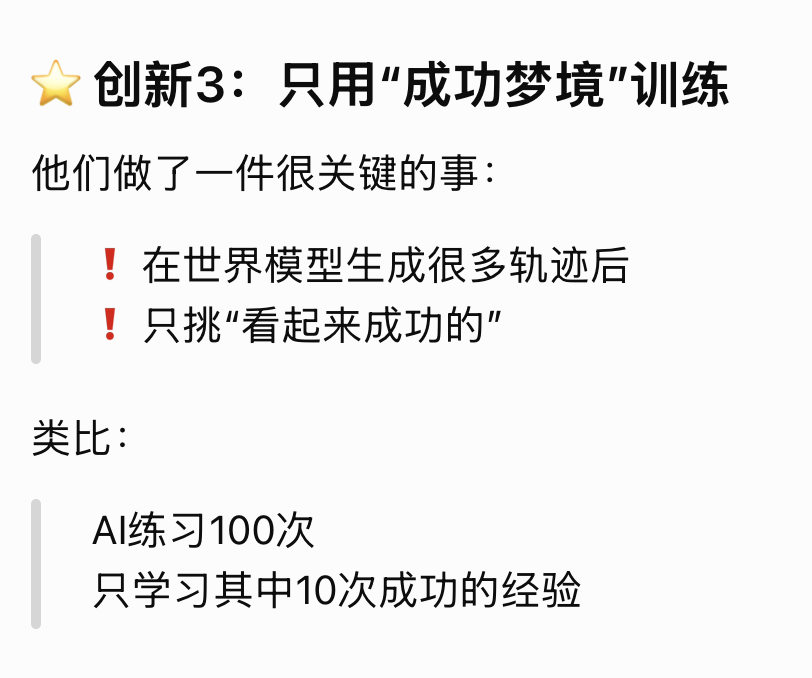 ⭐ 创新3：只用“成功梦境”训练
他们做了一件很关键的事：
❗ 在世界模型生成很多轨迹后
❗ 只挑“看起来成功的”
类比：
AI练习100次
只学习其中10次成功的经验